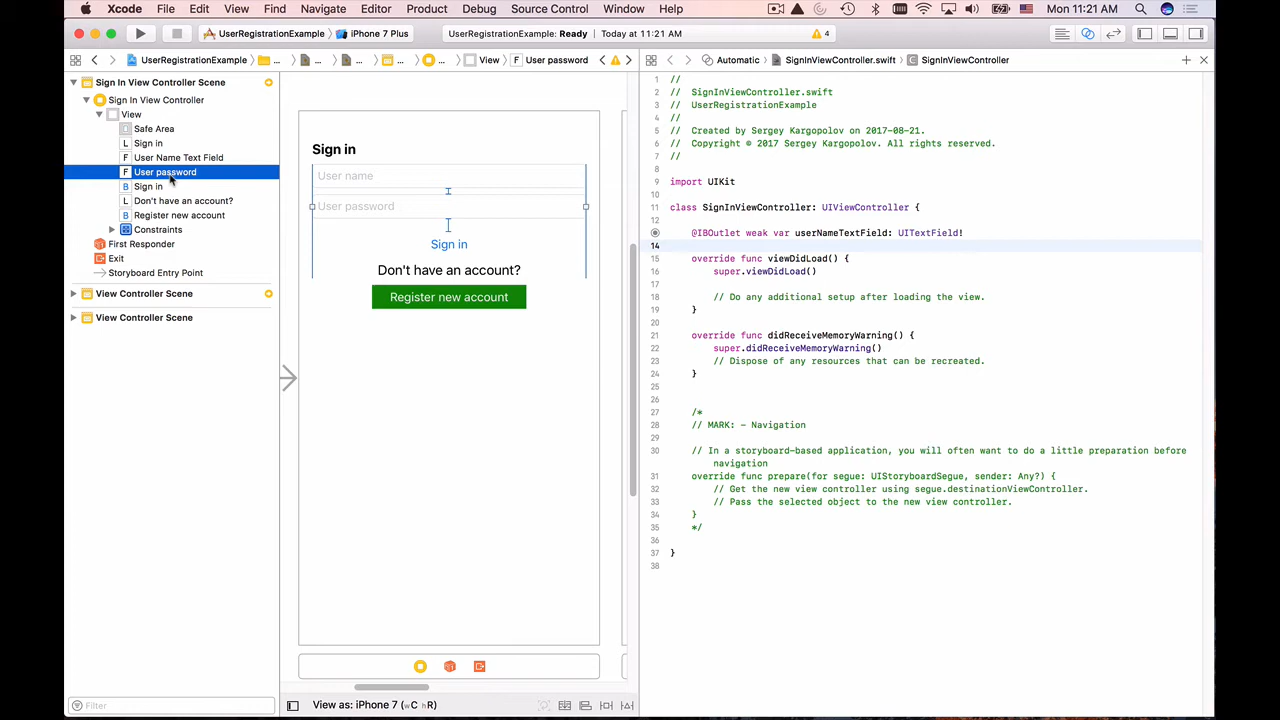 Xcode File Edit View Find Navigate Editor Product Debug Source Control Window Help Mon 11:21 AM
UserRegistrationExample iPhone 7 Plus UserRegistrationExample: Ready Today at 11:21 AM 4
UserRegistrationExample View F User password Automatic SignInViewController.swift C SignInViewController
Sign In View Controller Scene
Sign In View Controller
View
Safe Area
L Sign in
F User Name Text Field
F User password
B Sign in
L Don't have an account?
B Register new account
Constraints
First Responder
Exit
Storyboard Entry Point
View Controller Scene
View Controller Scene
Filter
Sign in
User name
User password
Sign in
Don't have an account?
Register new account
View as: iPhone 7 (wC hR)
1 //
2 // SignInViewController.swift
3 // UserRegistrationExample
4 //
5 // Created by Sergey Kargopolov on 2017-08-21.
6 // Copyright © 2017 Sergey Kargopolov. All rights reserved.
7 //
8
9 import UIKit
10
11 class SignInViewController: UIViewController {
12
@IBOutlet weak var userNameTextField: UITextField!
14
15 override func viewDidLoad() {
16 super.viewDidLoad()
17
18 // Do any additional setup after loading the view.
19 }
20
21 override func didReceiveMemoryWarning() {
22 super.didReceiveMemoryWarning()
23 // Dispose of any resources that can be recreated.
24 }
25
26
27 /*
28 // MARK: - Navigation
29
30 // In a storyboard-based application, you will often want to do a little preparation before
navigation
31 override func prepare(for segue: UIStoryboardSegue, sender: Any?) {
32 // Get the new view controller using segue.destinationViewController.
33 // Pass the selected object to the new view controller.
34 }
35 */
36
37 }
38